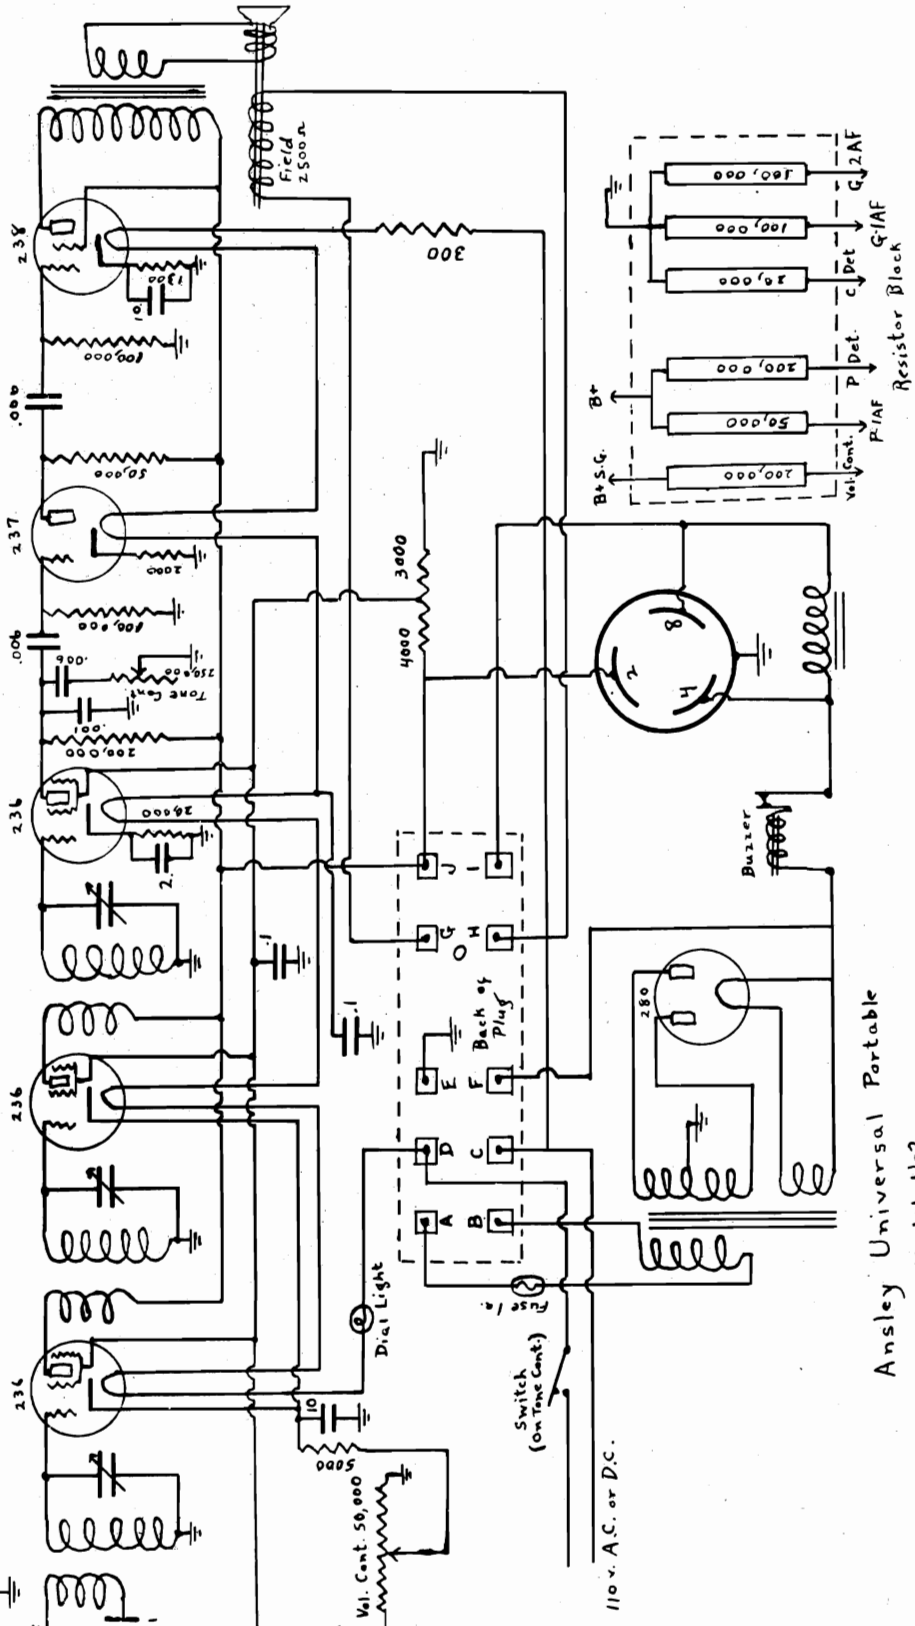 238
.006
237
.006
236
236
236
Field
2500Ω
10.
1300
100,000
50,000
2000
100,000
.006
250,000
Tone Cont
.001
200,000
20,000
2.
.1
.1
300
3000
4000
10
5000
Vol. Cont. 50,000
Dial Light
A
B
D
C
E
F
G
H
J
I
O
Back of
Plug
Fuse 1a.
Switch
(On Tone Cont.)
110 v. A.C. or D.C.
2
8
4
Buzzer
280
B+ S.G.
B+
200,000
50,000
200,000
20,000
100,000
100,000
Vol. Cont.
P-1AF
P Det.
C Det
G-1AF
G 2AF
Resistor Block
Ansley Universal Portable